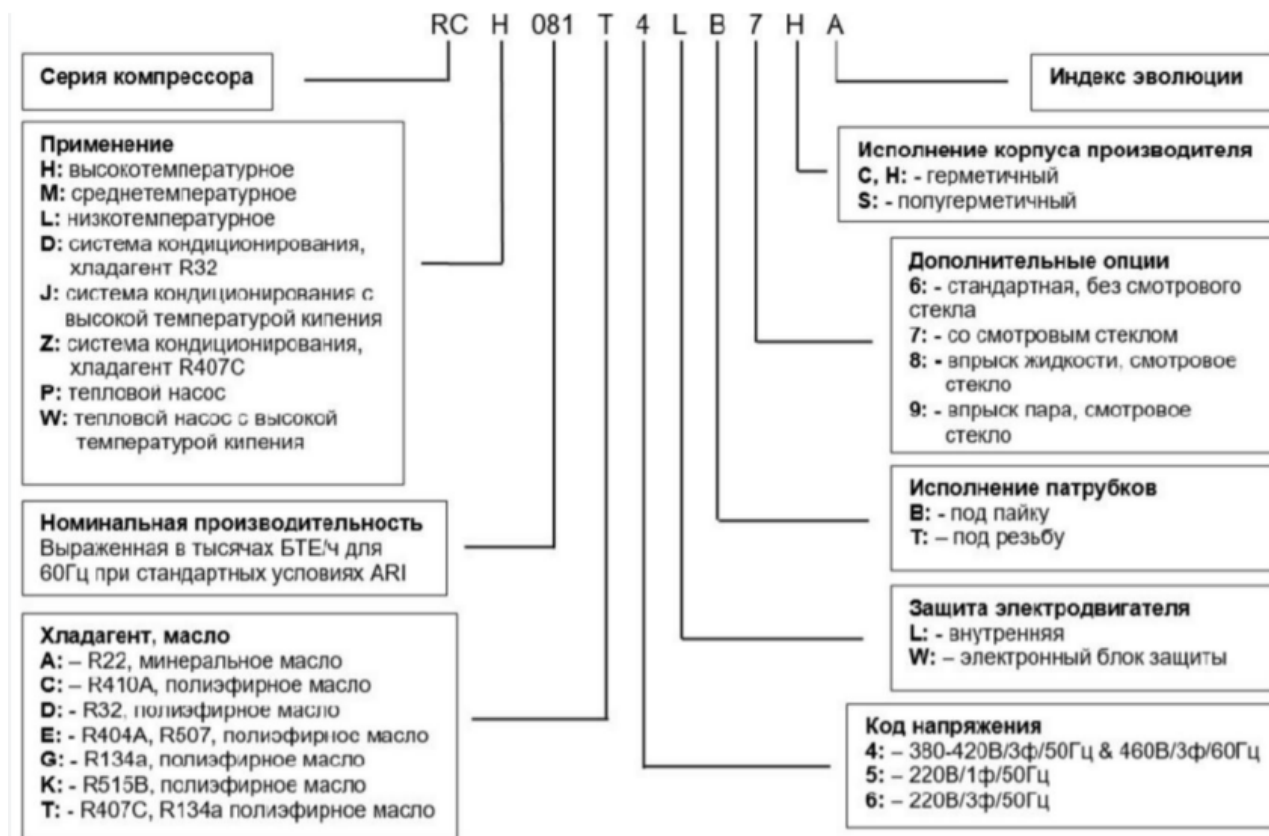 RC H 081 T 4 L B 7 H A
Серия компрессора
Применение
H: высокотемпературное
M: среднетемпературное
L: низкотемпературное
D: система кондиционирования,
хладагент R32
J: система кондиционирования с
высокой температурой кипения
Z: система кондиционирования,
хладагент R407C
P: тепловой насос
W: тепловой насос с высокой
температурой кипения
Номинальная производительность
Выраженная в тысячах БТЕ/ч для
60Гц при стандартных условиях ARI
Хладагент, масло
A: – R22, минеральное масло
C: – R410A, полиэфирное масло
D: - R32, полиэфирное масло
E: - R404A, R507, полиэфирное масло
G: - R134a, полиэфирное масло
K: - R515B, полиэфирное масло
T: - R407C, R134a полиэфирное масло
Индекс эволюции
Исполнение корпуса производителя
C, H: - герметичный
S: - полугерметичный
Дополнительные опции
6: - стандартная, без смотрового
стекла
7: - со смотровым стеклом
8: - впрыск жидкости, смотровое
стекло
9: - впрыск пара, смотровое
стекло
Исполнение патрубков
B: - под пайку
T: – под резьбу
Защита электродвигателя
L: - внутренняя
W: – электронный блок защиты
Код напряжения
4: – 380-420В/3ф/50Гц & 460В/3ф/60Гц
5: – 220В/1ф/50Гц
6: – 220В/3ф/50Гц